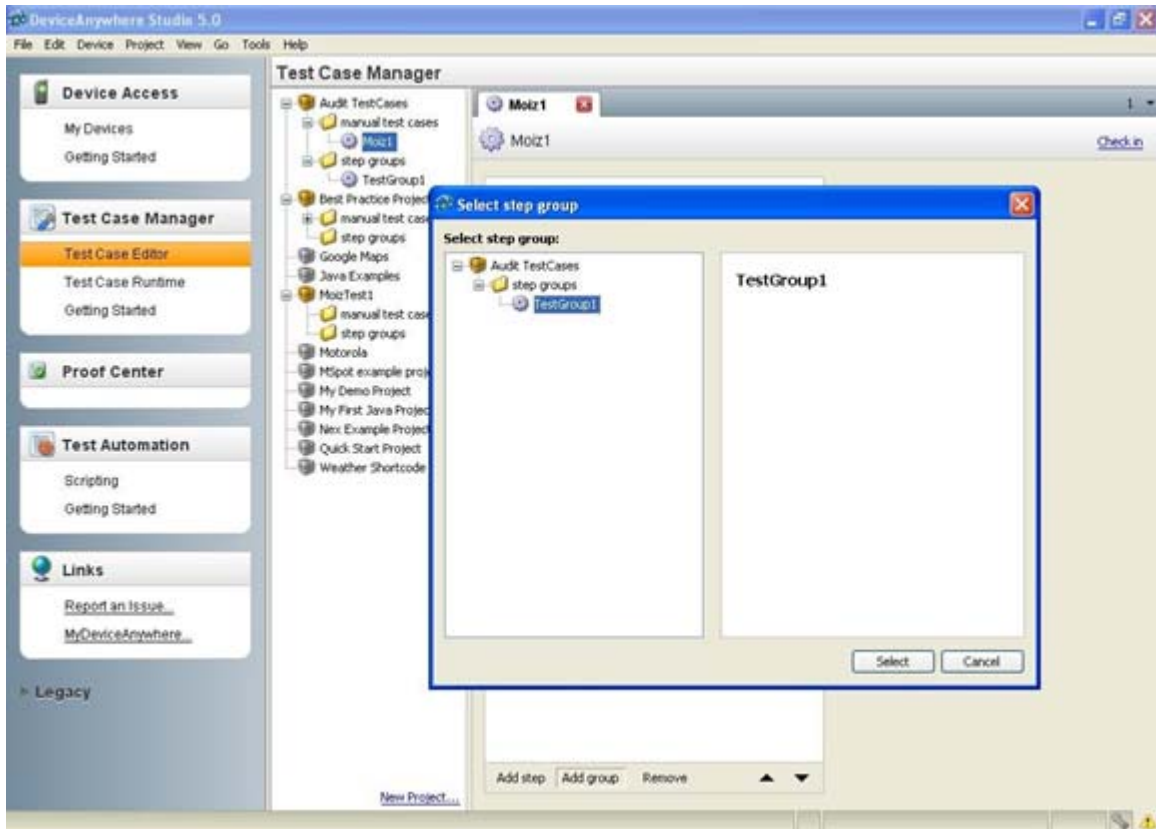 DeviceAnywhere Studio 5.0
File Edit Device Project View Go Tools Help
Device Access
My Devices
Getting Started
Test Case Manager
Test Case Editor
Test Case Runtime
Getting Started
Proof Center
Test Automation
Scripting
Getting Started
Links
Report an Issue...
MyDeviceAnywhere...
Legacy
Test Case Manager
Audit TestCases
manual test cases
Moiz1
step groups
TestGroup1
Best Practice Project
manual test case
step groups
Google Maps
Java Examples
MoizTest1
manual test case
step groups
Motorola
MSpot example proj
My Demo Project
My First Java Projec
Nex Example Project
Quick Start Project
Weather Shortcode
New Project...
Moiz1
1
Moiz1
Check in
Select step group
Select step group:
Audit TestCases
step groups
TestGroup1
TestGroup1
Select Cancel
Add step Add group Remove